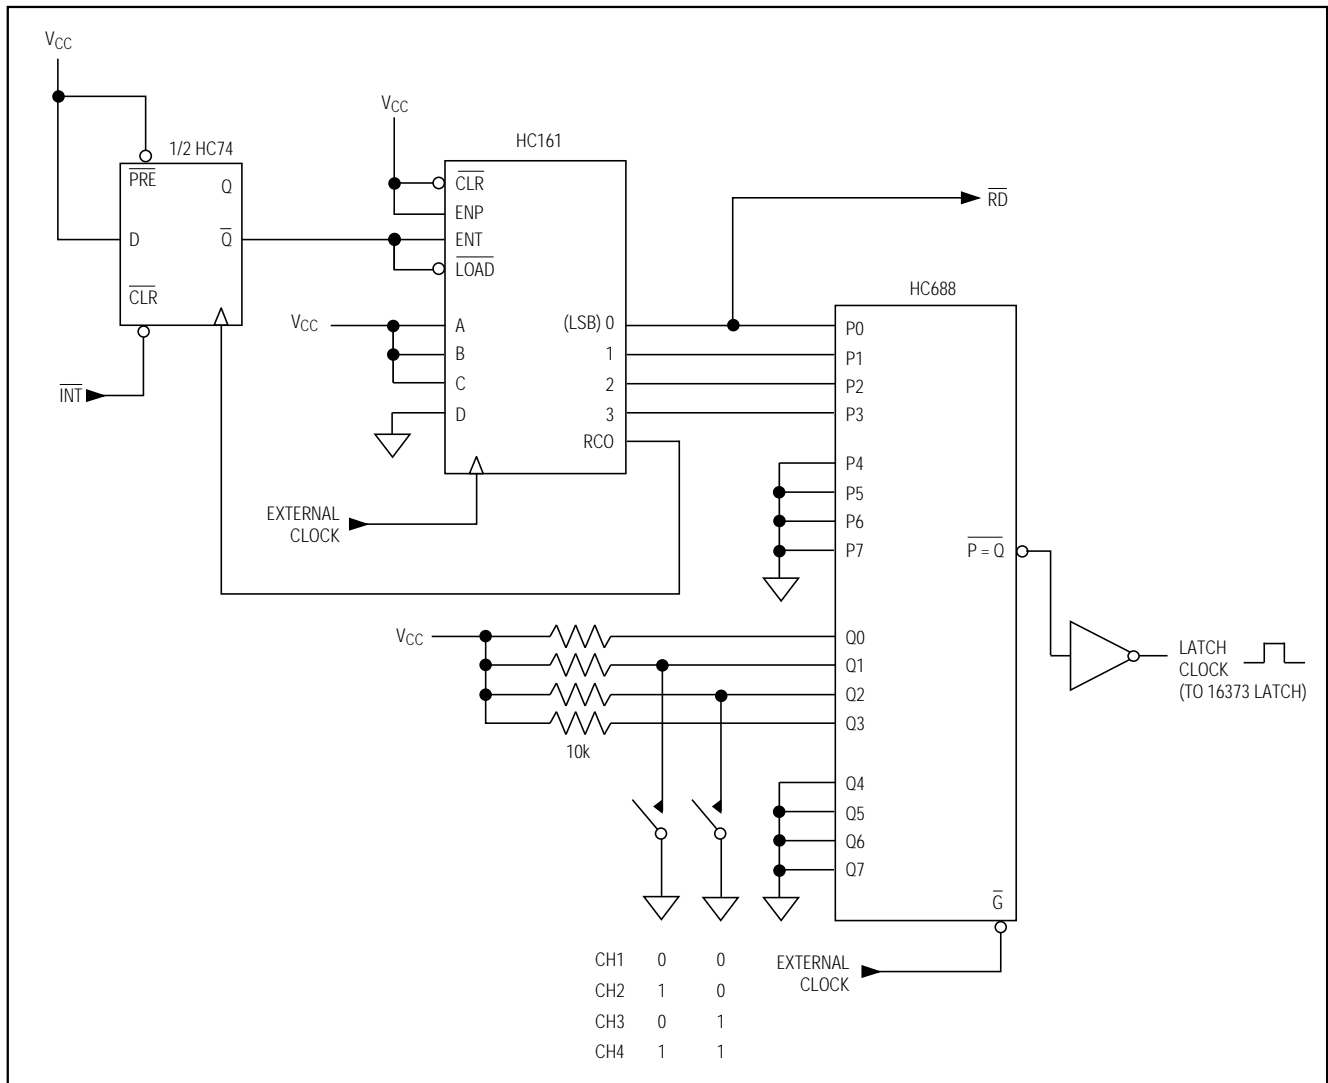 VCC
1/2 HC74
PRE
Q
D
Q
CLR
INT
VCC
HC161
CLR
ENP
ENT
LOAD
VCC
A
B
C
D
(LSB) 0
1
2
3
RCO
EXTERNAL
CLOCK
RD
HC688
P0
P1
P2
P3
P4
P5
P6
P7
P = Q
VCC
Q0
Q1
Q2
Q3
10k
Q4
Q5
Q6
Q7
G
LATCH
CLOCK
(TO 16373 LATCH)
EXTERNAL
CLOCK
CH1 0 0
CH2 1 0
CH3 0 1
CH4 1 1